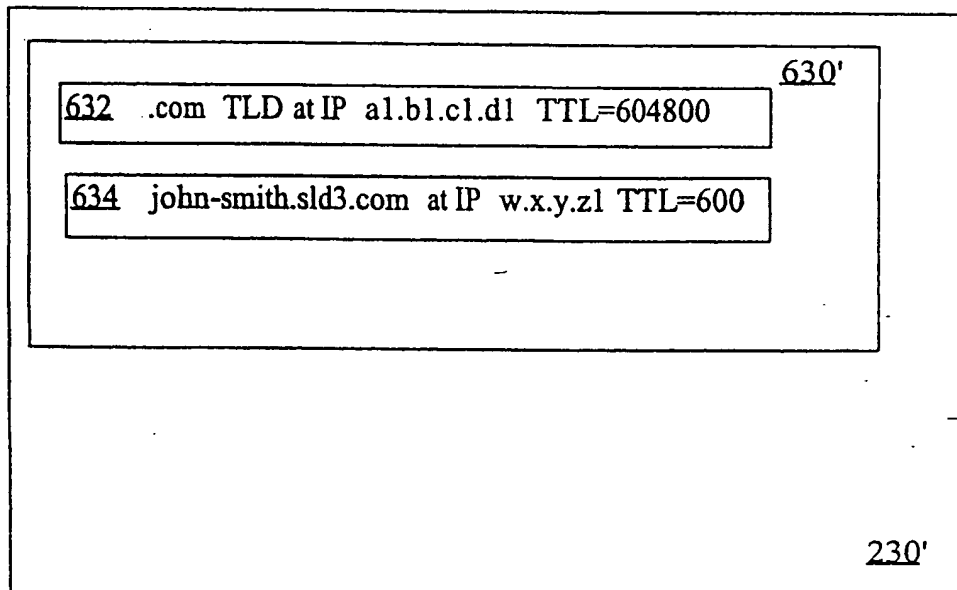 630'
632 .com TLD at IP a1.b1.c1.d1 TTL=604800
634 john-smith.sld3.com at IP w.x.y.z1 TTL=600
230'